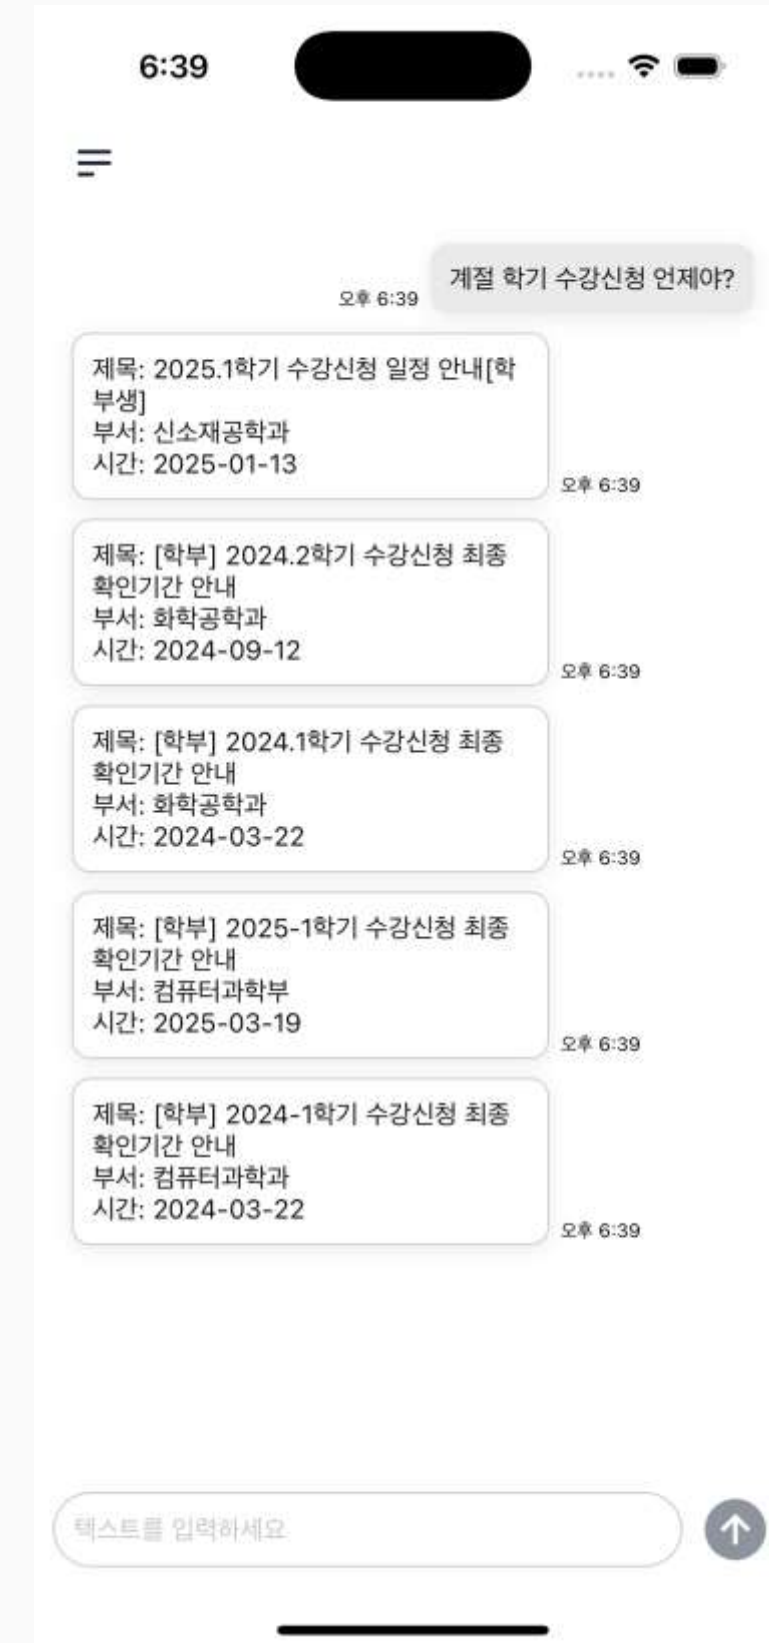 6:39
계절 학기 수강신청 언제야?
오후 6:39
제목: 2025.1학기 수강신청 일정 안내[학
부생]
부서: 신소재공학과
시간: 2025-01-13
오후 6:39
제목: [학부] 2024.2학기 수강신청 최종
확인기간 안내
부서: 화학공학과
시간: 2024-09-12
오후 6:39
제목: [학부] 2024.1학기 수강신청 최종
확인기간 안내
부서: 화학공학과
시간: 2024-03-22
오후 6:39
제목: [학부] 2025-1학기 수강신청 최종
확인기간 안내
부서: 컴퓨터과학부
시간: 2025-03-19
오후 6:39
제목: [학부] 2024-1학기 수강신청 최종
확인기간 안내
부서: 컴퓨터과학과
시간: 2024-03-22
오후 6:39
텍스트를 입력하세요